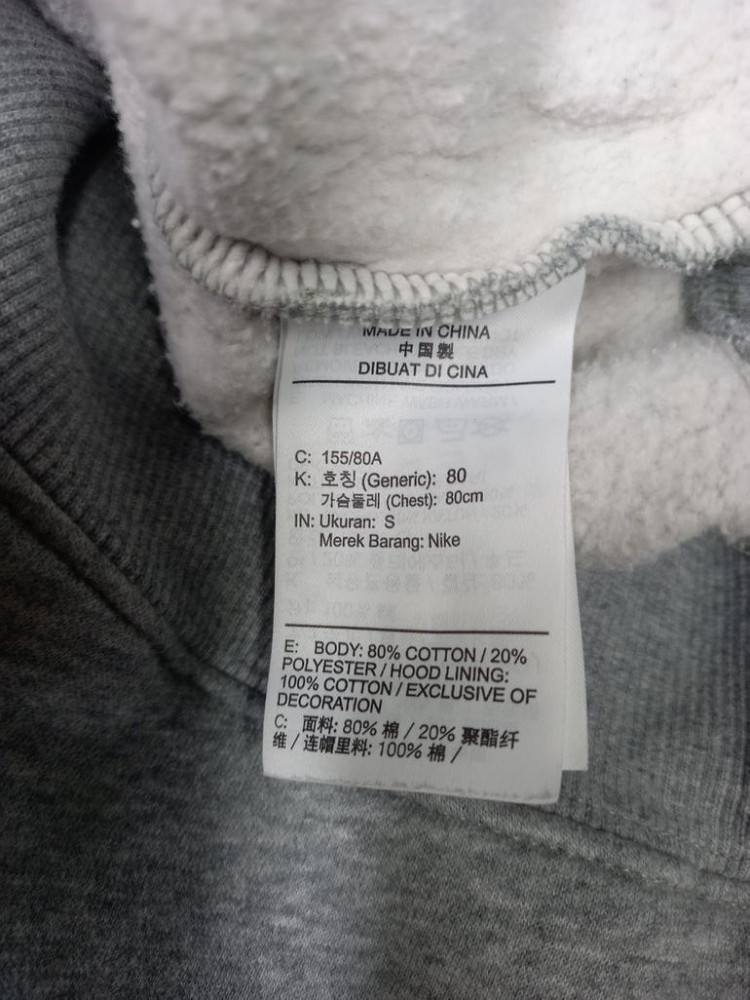 MADE IN CHINA
中国製
DIBUAT DI CINA
C: 155/80A
K: 호칭 (Generic): 80
가슴둘레 (Chest): 80cm
IN: Ukuran: S
Merek Barang: Nike
E: BODY: 80% COTTON / 20%
POLYESTER / HOOD LINING:
100% COTTON / EXCLUSIVE OF
DECORATION
C: 面料: 80% 棉 / 20% 聚酯纤
维 / 连帽里料: 100% 棉 /